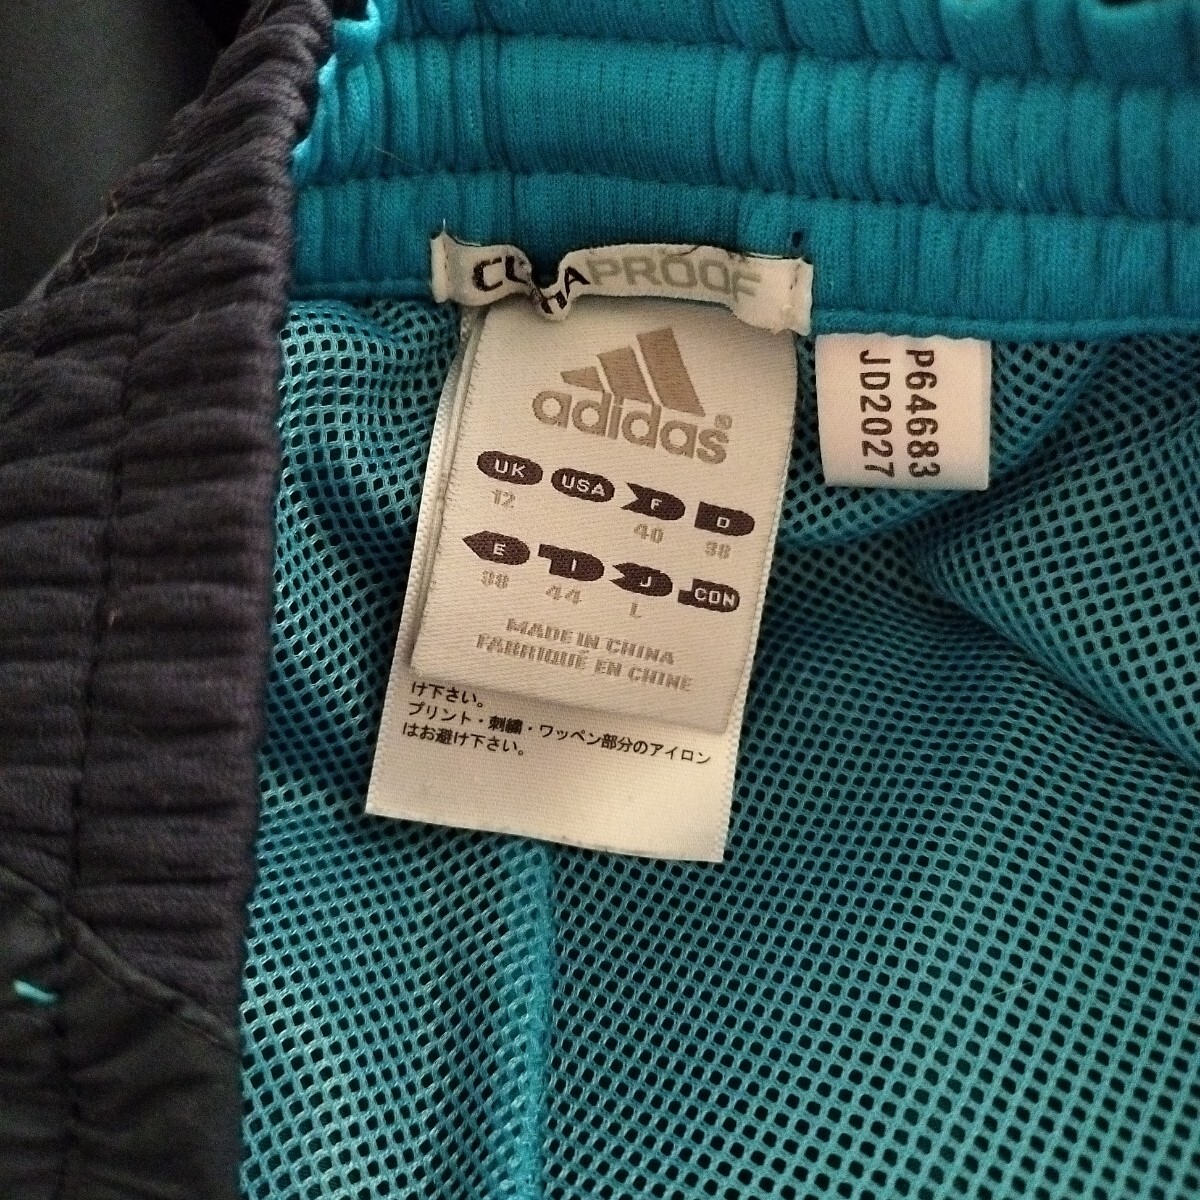 CLIMAPROOF
adidas®
UK USA F D
12 40 38
E I J CDN
38 44 L
MADE IN CHINA
FABRIQUÉ EN CHINE
け下さい。
プリント・刺繍・ワッペン部分のアイロン
はお避け下さい。
P64683
JD2027